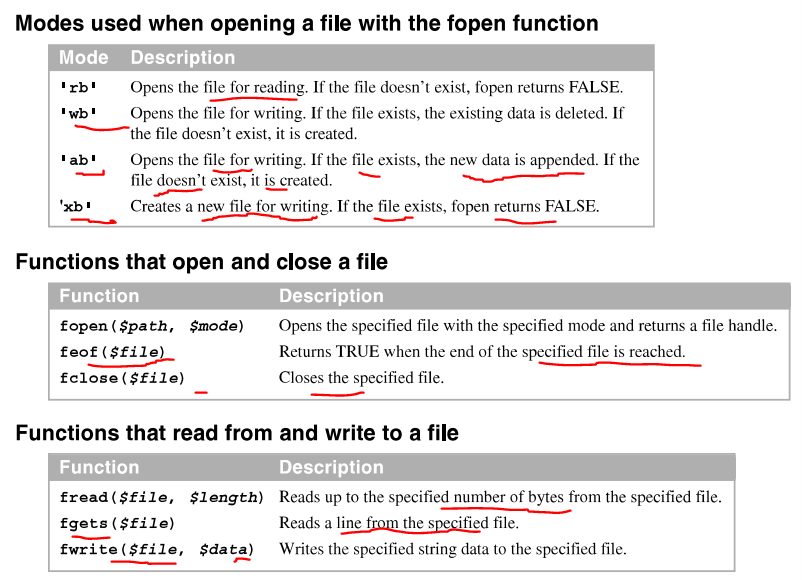 Modes used when opening a file with the fopen function
Mode Description
'rb' Opens the file for reading. If the file doesn't exist, fopen returns FALSE.
'wb' Opens the file for writing. If the file exists, the existing data is deleted. If
the file doesn't exist, it is created.
'ab' Opens the file for writing. If the file exists, the new data is appended. If the
file doesn't exist, it is created.
'xb' Creates a new file for writing. If the file exists, fopen returns FALSE.
Functions that open and close a file
Function Description
fopen($path, $mode) Opens the specified file with the specified mode and returns a file handle.
feof($file) Returns TRUE when the end of the specified file is reached.
fclose($file) Closes the specified file.
Functions that read from and write to a file
Function Description
fread($file, $length) Reads up to the specified number of bytes from the specified file.
fgets($file) Reads a line from the specified file.
fwrite($file, $data) Writes the specified string data to the specified file.